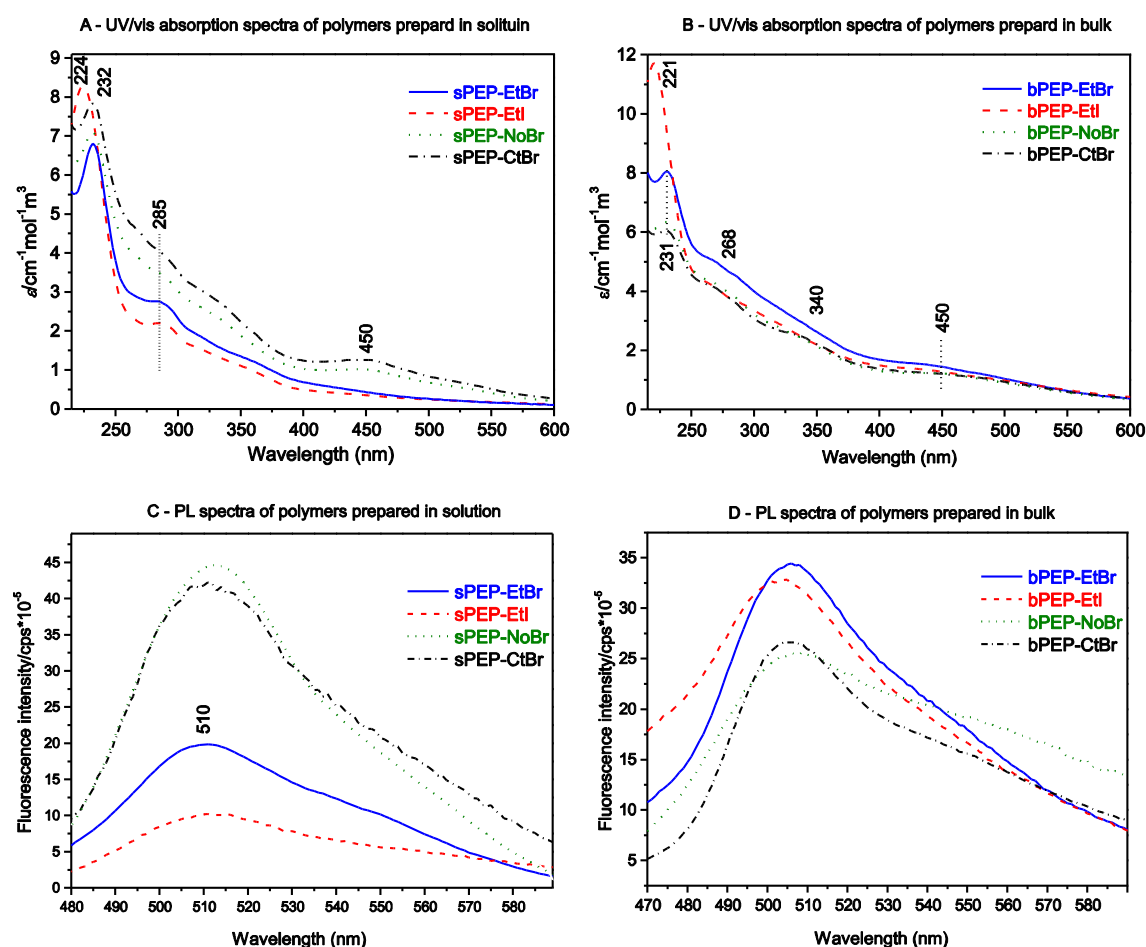 A - UV/vis absorption spectra of polymers prepard in solituin
9
8
7
6
5
4
3
2
1
0
ε/cm⁻¹mol⁻¹m³
224
232
285
450
sPEP-EtBr
sPEP-EtI
sPEP-NoBr
sPEP-CtBr
250 300 350 400 450 500 550 600
Wavelength (nm)
B - UV/vis absorption spectra of polymers prepard in bulk
12
10
8
6
4
2
0
ε/cm⁻¹mol⁻¹m³
221
231
268
340
450
bPEP-EtBr
bPEP-EtI
bPEP-NoBr
bPEP-CtBr
250 300 350 400 450 500 550 600
Wavelength (nm)
C - PL spectra of polymers prepared in solution
45
40
35
30
25
20
15
10
5
0
Fluorescence intensity/cps*10⁻⁵
510
sPEP-EtBr
sPEP-EtI
sPEP-NoBr
sPEP-CtBr
480 490 500 510 520 530 540 550 560 570 580
Wavelength (nm)
D - PL spectra of polymers prepared in bulk
35
30
25
20
15
10
5
Fluorescence intensity/cps*10⁻⁵
bPEP-EtBr
bPEP-EtI
bPEP-NoBr
bPEP-CtBr
470 480 490 500 510 520 530 540 550 560 570 580
Wavelength (nm)